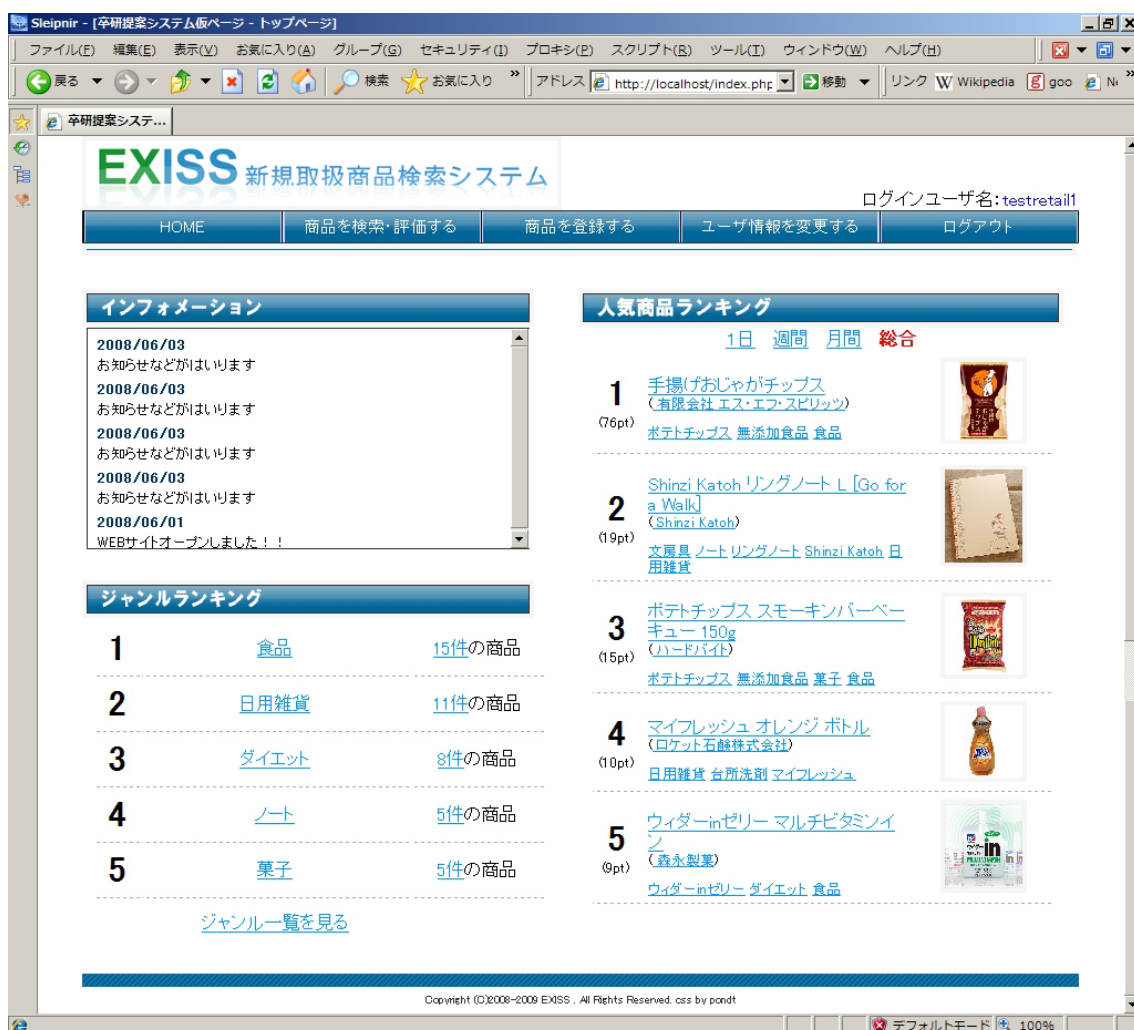 Sleipnir - [卒研提案システム仮ページ - トップページ]
ファイル(F) 編集(E) 表示(V) お気に入り(A) グループ(G) セキュリティ(I) プロキシ(P) スクリプト(R) ツール(T) ウィンドウ(W) ヘルプ(H)
戻る 検索 お気に入り » アドレス http://localhost/index.php 移動 リンク Wikipedia goo »
卒研提案システ...
EXISS 新規取扱商品検索システム
ログインユーザ名:testretail1
HOME 商品を検索・評価する 商品を登録する ユーザ情報を変更する ログアウト
インフォメーション
2008/06/03
お知らせなどがはいります
2008/06/03
お知らせなどがはいります
2008/06/03
お知らせなどがはいります
2008/06/03
お知らせなどがはいります
2008/06/01
WEBサイトオープンしました!!
ジャンルランキング
1 食品 15件の商品
2 日用雑貨 11件の商品
3 ダイエット 8件の商品
4 ノート 5件の商品
5 菓子 5件の商品
ジャンル一覧を見る
人気商品ランキング
1日 週間 月間 総合
1
(76pt)
手揚げおじゃがチップス
(有限会社 エス・エフ・スピリッツ)
ポテトチップス 無添加食品 食品
2
(19pt)
Shinzi Katoh リングノート L [Go for
a Walk]
(Shinzi Katoh)
文房具 ノート リングノート Shinzi Katoh 日
用雑貨
3
(15pt)
ポテトチップス スモーキンバーベー
キュー 150g
(ハードバイト)
ポテトチップス 無添加食品 菓子 食品
4
(10pt)
マイフレッシュ オレンジ ボトル
(ロケット石鹸株式会社)
日用雑貨 台所洗剤 マイフレッシュ
5
(9pt)
ウィダーinゼリー マルチビタミンイ
ン
(森永製菓)
ウィダーinゼリー ダイエット 食品
Copyright (C)2008-2009 EXISS . All Rights Reserved. css by pondt
デフォルトモード 100%